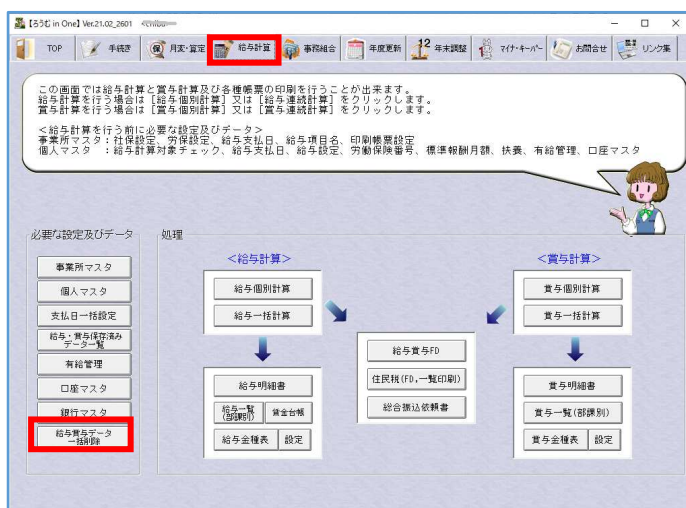 【ろうむ in One】 Ver.21.02_2601
TOP
手続き
月変・算定
給与計算
事務組合
年度更新
12 年末調整
マイナ・キーパー
お問合せ
リンク集
この画面では給与計算と賞与計算及び各種帳票の印刷を行うことが出来ます。
給与計算を行う場合は［給与個別計算］又は［給与連続計算］をクリックします。
賞与計算を行う場合は［賞与個別計算］又は［賞与連続計算］をクリックします。
＜給与計算を行う前に必要な設定及びデータ＞
事業所マスタ：社保設定、労保設定、給与支払日、給与項目名、印刷帳票設定
個人マスタ　：給与計算対象チェック、給与支払日、給与設定、労働保険番号、標準報酬月額、扶養、有給管理、口座マスタ
必要な設定及びデータ
事業所マスタ
個人マスタ
支払日一括設定
給与・賞与保存済み
データ一覧
有給管理
口座マスタ
銀行マスタ
給与賞与データ
一括削除
処理
＜給与計算＞
給与個別計算
給与一括計算
給与明細書
給与一覧
(部課別)
賃金台帳
給与金種表
設定
給与賞与FD
住民税(FD,一覧印刷)
総合振込依頼書
＜賞与計算＞
賞与個別計算
賞与一括計算
賞与明細書
賞与一覧(部課別)
賞与金種表
設定